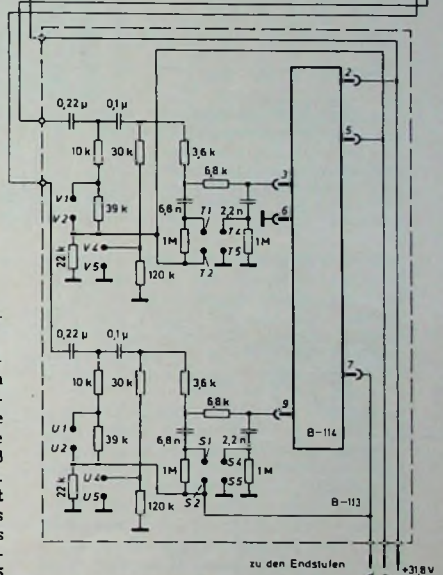 2
5
0,22 µ 0,1 µ
10 k 30 k 3,6 k
6,8 k 3
V1
V2 39 k 6,8 n T1 2,2 n 6
22 k V4 1M T4 1M
V5 T2 T5
120 k
0,22 µ 0,1 µ
7
10 k 30 k 3,6 k
6,8 k 9
U1 39 k 6,8 n S1 2,2 n B-114
U2
22 k U4 1M S4 1M
U5 S2 S5 B-113
120 k
zu den Endstufen +31,8 V